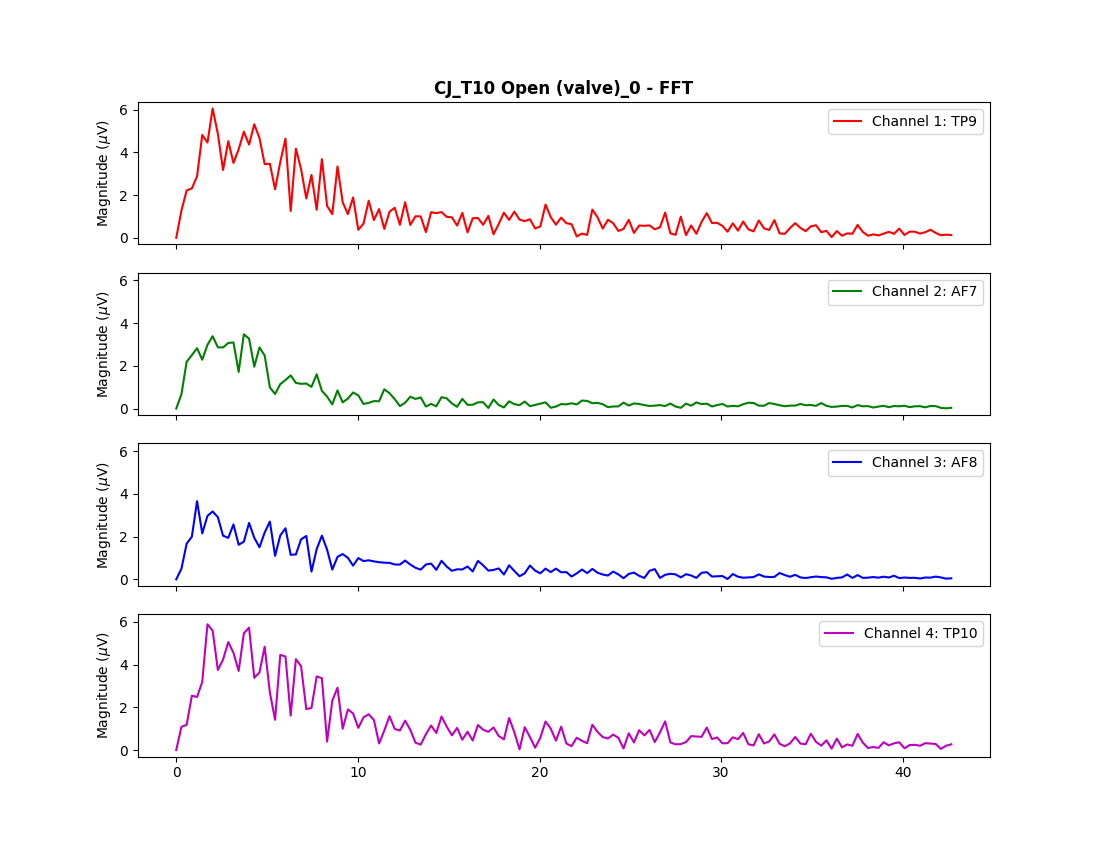 CJ_T10 Open (valve)_0 - FFT
Magnitude (μV)
6
4
2
0
Channel 1: TP9
Magnitude (μV)
6
4
2
0
Channel 2: AF7
Magnitude (μV)
6
4
2
0
Channel 3: AF8
Magnitude (μV)
6
4
2
0
Channel 4: TP10
0 10 20 30 40